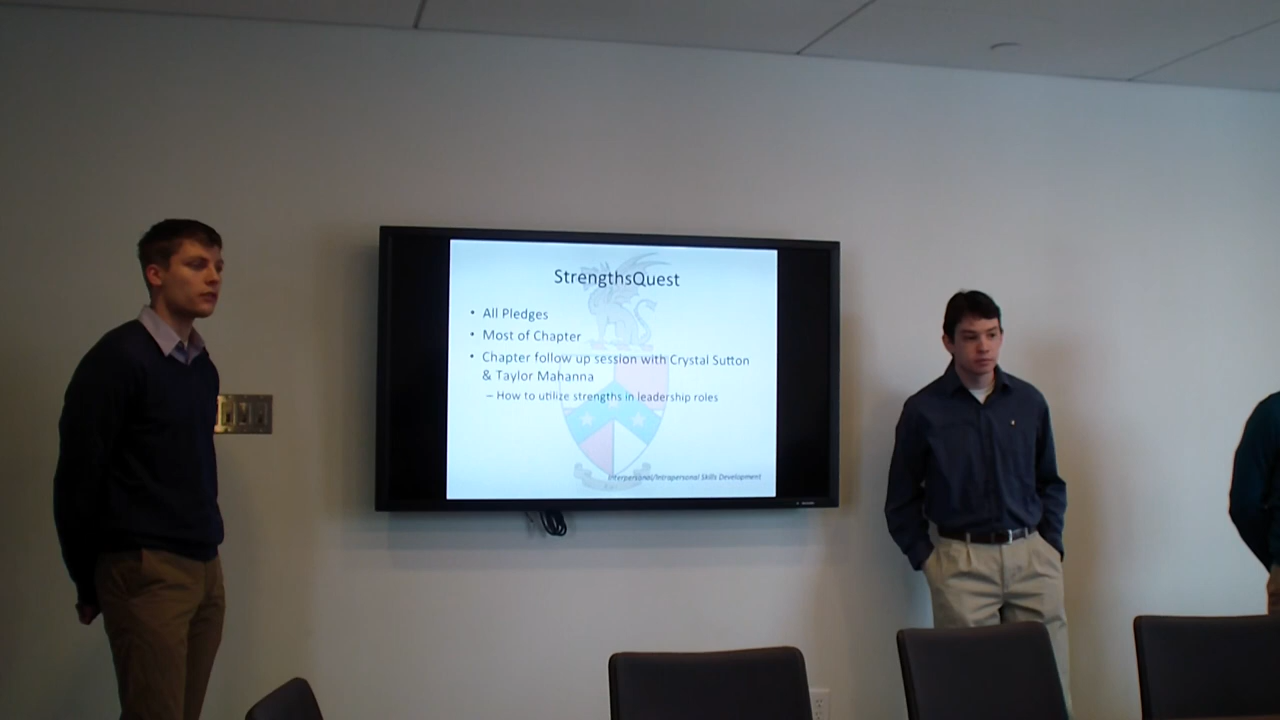 StrengthsQuest
• All Pledges
• Most of Chapter
• Chapter follow up session with Crystal Sutton
& Taylor Mahanna
– How to utilize strengths in leadership roles
Interpersonal/Intrapersonal Skills Development